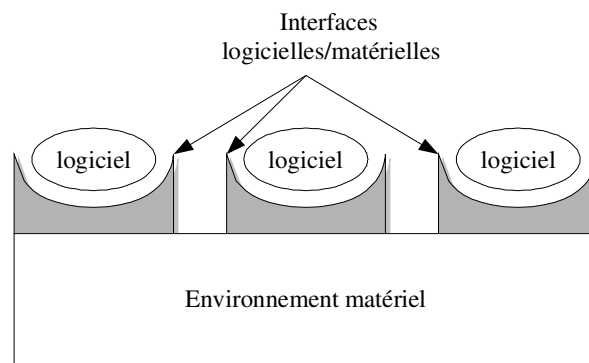 Interfaces
logicielles/matérielles
logiciel
logiciel
logiciel
Environnement matériel